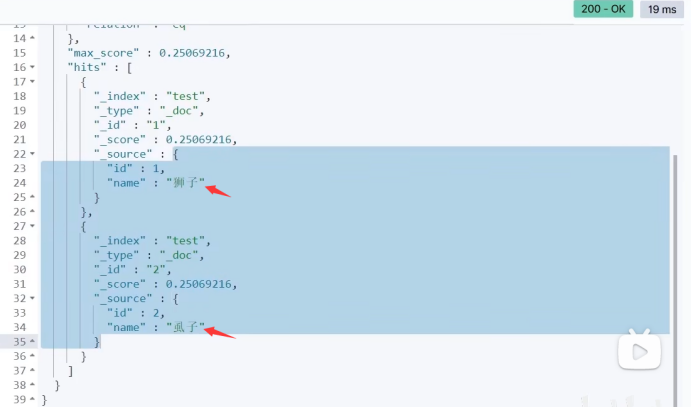 200 - OK
19 ms
13 "relation" : "eq"
14 },
15 "max_score" : 0.25069216,
16 "hits" : [
17 {
18 "_index" : "test",
19 "_type" : "_doc",
20 "_id" : "1",
21 "_score" : 0.25069216,
22 "_source" : {
23 "id" : 1,
24 "name" : "狮子"
25 }
26 },
27 {
28 "_index" : "test",
29 "_type" : "_doc",
30 "_id" : "2",
31 "_score" : 0.25069216,
32 "_source" : {
33 "id" : 2,
34 "name" : "虱子"
35 }
36 }
37 ]
38 }
39 }